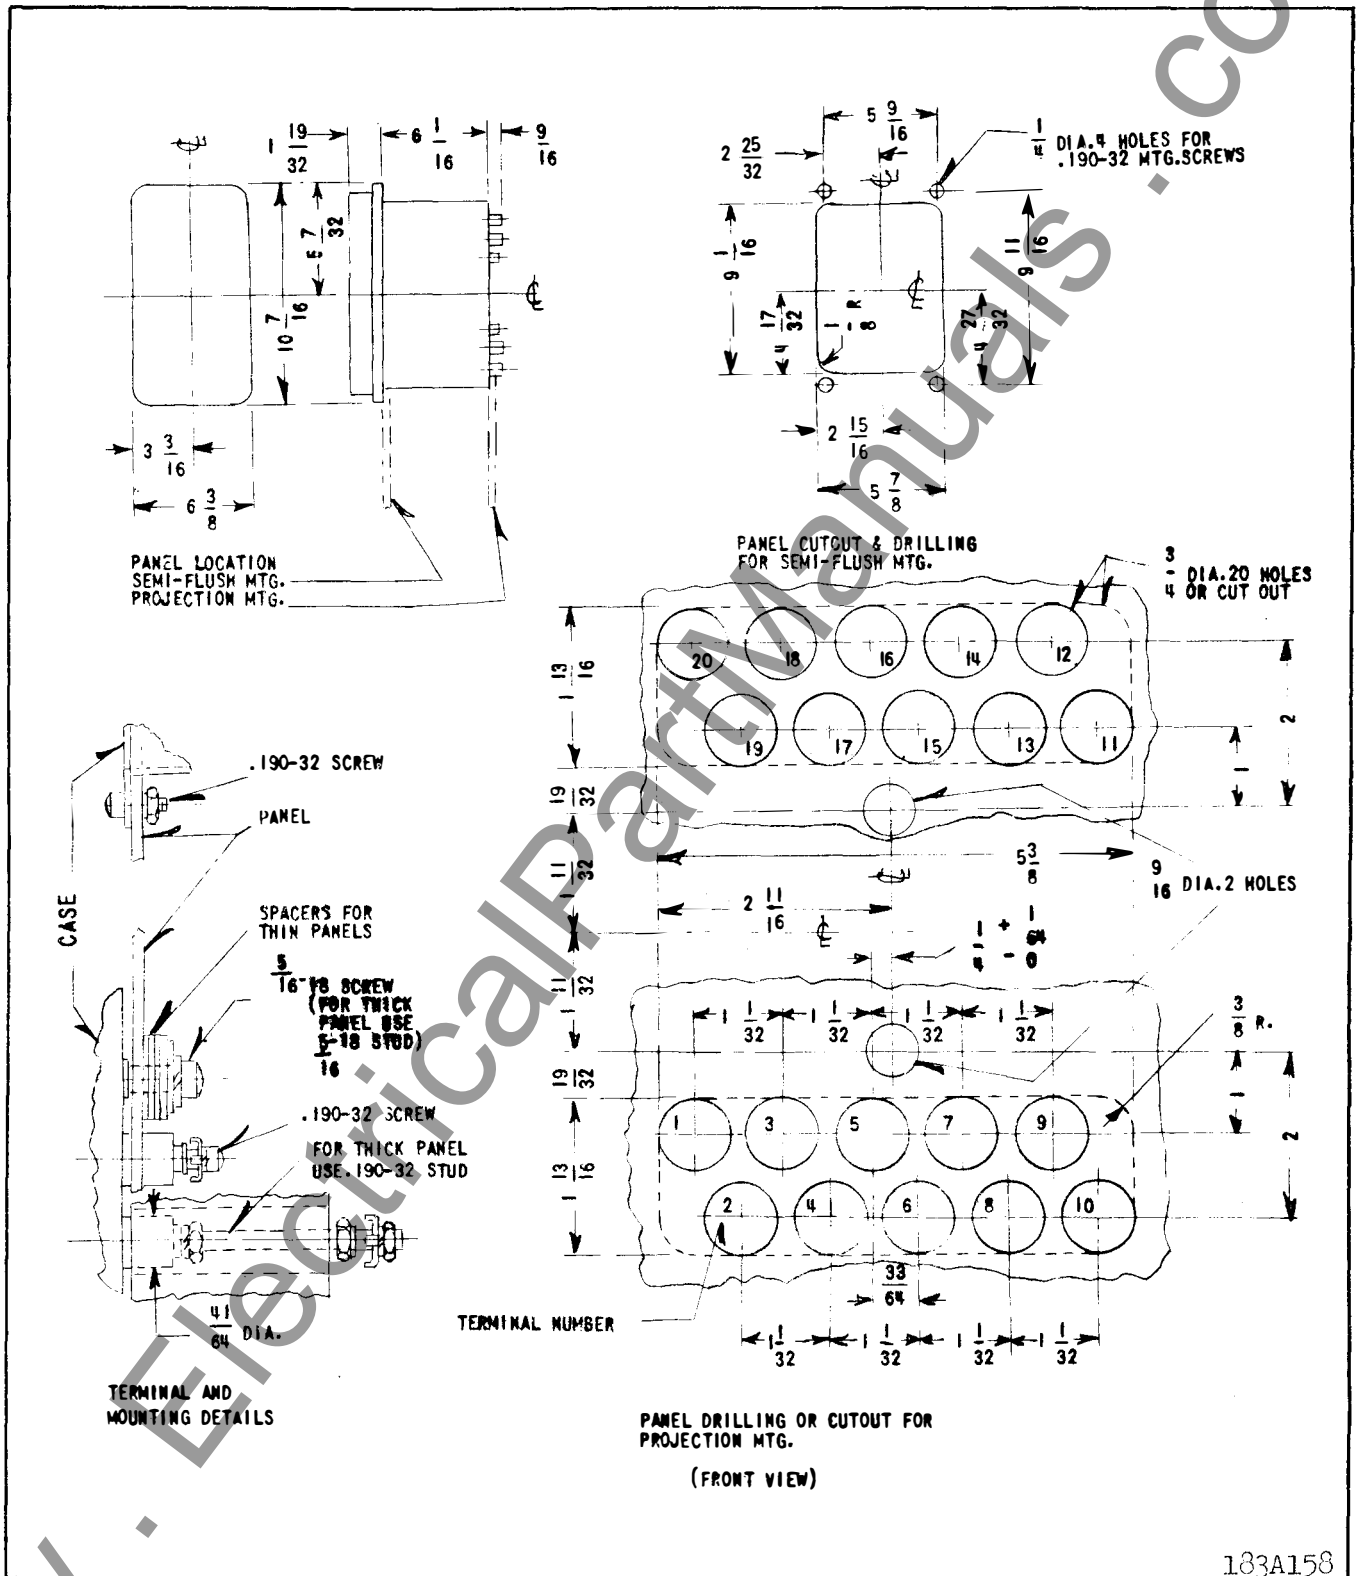 1 19/32
6 1/16
9/16
5 7/32
10 7/16
3 3/16
6 3/8
PANEL LOCATION
SEMI-FLUSH MTG.
PROJECTION MTG.
5 9/16
2 25/32
1/4 DIA.4 HOLES FOR
.190-32 MTG.SCREWS
9 1/16
4 17/32
1/8 R
4 27/32
9 11/16
2 15/16
5 7/8
PANEL CUTOUT & DRILLING
FOR SEMI-FLUSH MTG.
3/4 DIA.20 HOLES
OR CUT OUT
20 18 16 14 12
19 17 15 13 11
1 13/16
19/32
11/32
2
1
5 3/8
2 11/16
9/16 DIA.2 HOLES
1/4 + 1/64 - 0
11/32
19/32
1 13/16
1 1/32 1 1/32 1 1/32 1 1/32
3/8 R.
1
2
1 3 5 7 9
2 4 6 8 10
33/64
1 1/32 1 1/32 1 1/32 1 1/32
TERMINAL NUMBER
PANEL DRILLING OR CUTOUT FOR
PROJECTION MTG.
(FRONT VIEW)
.190-32 SCREW
PANEL
CASE
SPACERS FOR
THIN PANELS
5/16-18 SCREW
(FOR THICK
PANEL USE
5/16-18 STUD)
.190-32 SCREW
FOR THICK PANEL
USE.190-32 STUD
41/64 DIA.
TERMINAL AND
MOUNTING DETAILS
183A158
. ElectricalPartManuals . co